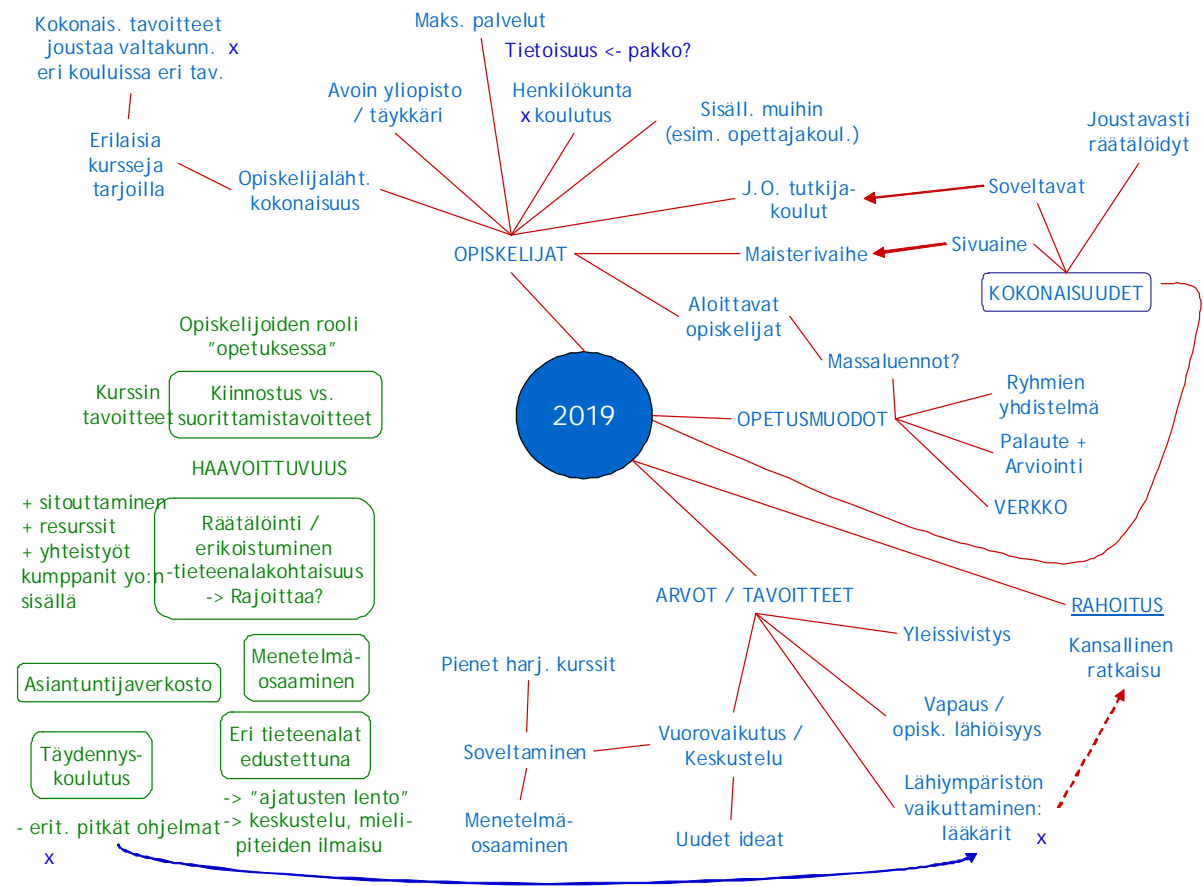 Kokonais. tavoitteet
joustaa valtakunn. x
eri kouluissa eri tav.
Maks. palvelut
Tietoisuus <- pakko?
Avoin yliopisto
/ täykkäri
Henkilökunta
x koulutus
Sisäll. muihin
(esim. opettajakoul.)
Joustavasti
räätälöidyt
Erilaisia
kursseja
tarjoilla
Opiskelijaläht.
kokonaisuus
J.O. tutkija-
koulut
Soveltavat
OPISKELIJAT
Maisterivaihe
Sivuaine
KOKONAISUUDET
Aloittavat
opiskelijat
Massaluennot?
2019
OPETUSMUODOT
Ryhmien
yhdistelmä
Palaute +
Arviointi
VERKKO
Opiskelijoiden rooli
"opetuksessa"
Kurssin
tavoitteet
Kiinnostus vs.
suorittamistavoitteet
HAAVOITTUVUUS
+ sitouttaminen
+ resurssit
+ yhteistyöt
kumppanit yo:n
sisällä
Räätälöinti /
erikoistuminen
-tieteenalakohtaisuus
-> Rajoittaa?
Menetelmä-
osaaminen
Asiantuntijaverkosto
Eri tieteenalat
edustettuna
Täydennys-
koulutus
-> "ajatusten lento"
-> keskustelu, mieli-
piteiden ilmaisu
- erit. pitkät ohjelmat
x
ARVOT / TAVOITTEET
RAHOITUS
Yleissivistys
Kansallinen
ratkaisu
Pienet harj. kurssit
Vapaus /
opisk. lähiöisyys
Soveltaminen
Vuorovaikutus /
Keskustelu
Lähiympäristön
vaikuttaminen:
lääkärit x
Menetelmä-
osaaminen
Uudet ideat